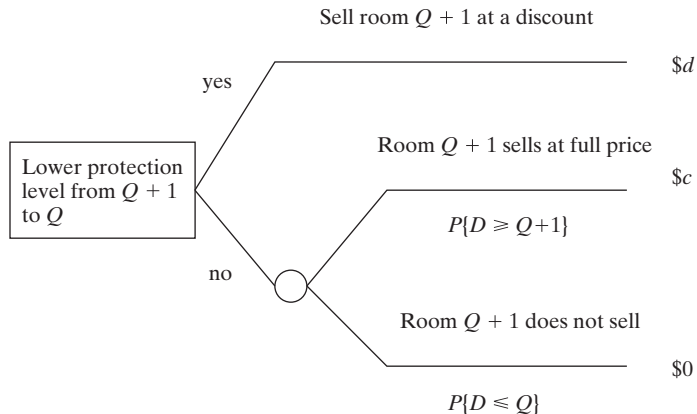 Sell room Q + 1 at a discount
$d
yes
Room Q + 1 sells at full price
$c
Lower protection
level from Q + 1
to Q
P{D ⩾ Q+1}
no
Room Q + 1 does not sell
$0
P{D ⩽ Q}